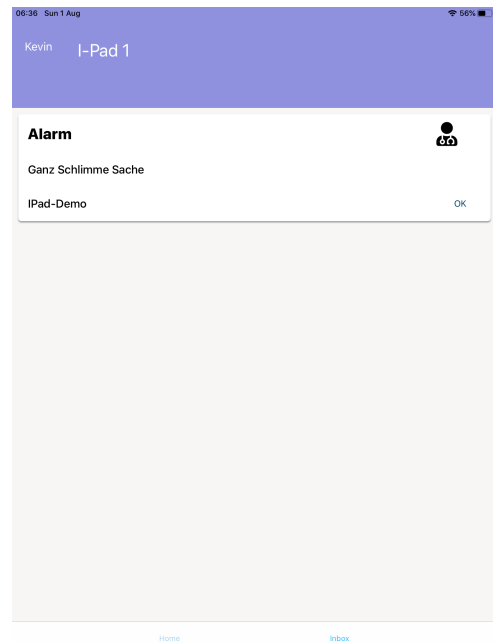 06:36 Sun 1 Aug
56%
Kevin
I-Pad 1
Alarm
Ganz Schlimme Sache
IPad-Demo
OK
Home
Inbox